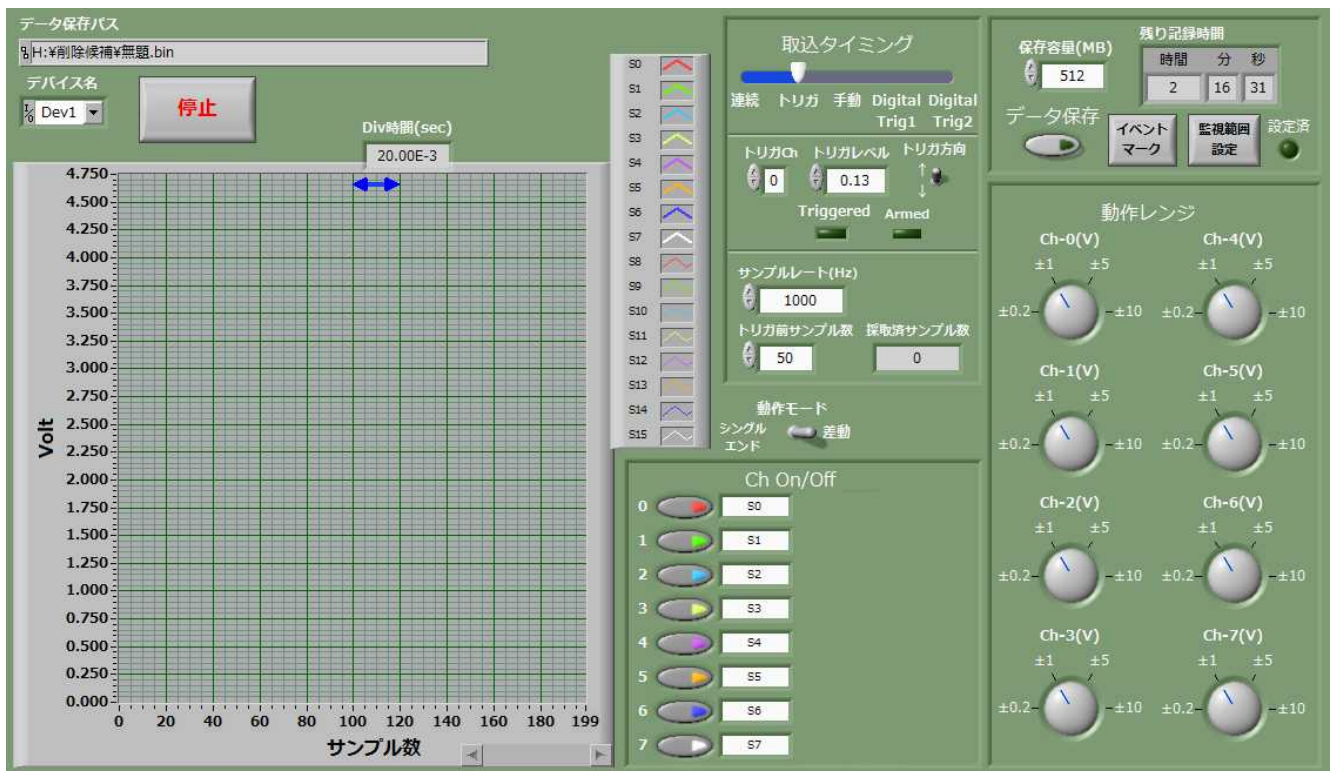 データ保存パス
H:¥削除候補¥無題.bin
デバイス名
Dev1
停止
Div時間(sec)
20.00E-3
4.750
4.500
4.250
4.000
3.750
3.500
3.250
3.000
2.750
2.500
2.250
2.000
1.750
1.500
1.250
1.000
0.750
0.500
0.250
0.000
Volt
0 20 40 60 80 100 120 140 160 180 199
サンプル数
S0
S1
S2
S3
S4
S5
S6
S7
S8
S9
S10
S11
S12
S13
S14
S15
取込タイミング
連続 トリガ 手動 Digital Trig1 Digital Trig2
トリガCh トリガレベル トリガ方向
0 0.13 ↑↓
Triggered Armed
サンプルレート(Hz)
1000
トリガ前サンプル数 採取済サンプル数
50 0
動作モード
シングル
エンド
差動
Ch On/Off
0 S0
1 S1
2 S2
3 S3
4 S4
5 S5
6 S6
7 S7
保存容量(MB)
512
残り記録時間
時間 分 秒
2 16 31
データ保存
イベント
マーク
監視範囲
設定
設定済
動作レンジ
Ch-0(V) Ch-4(V)
±1 ±5 ±1 ±5
±0.2 ±10 ±0.2 ±10
Ch-1(V) Ch-5(V)
±1 ±5 ±1 ±5
±0.2 ±10 ±0.2 ±10
Ch-2(V) Ch-6(V)
±1 ±5 ±1 ±5
±0.2 ±10 ±0.2 ±10
Ch-3(V) Ch-7(V)
±1 ±5 ±1 ±5
±0.2 ±10 ±0.2 ±10